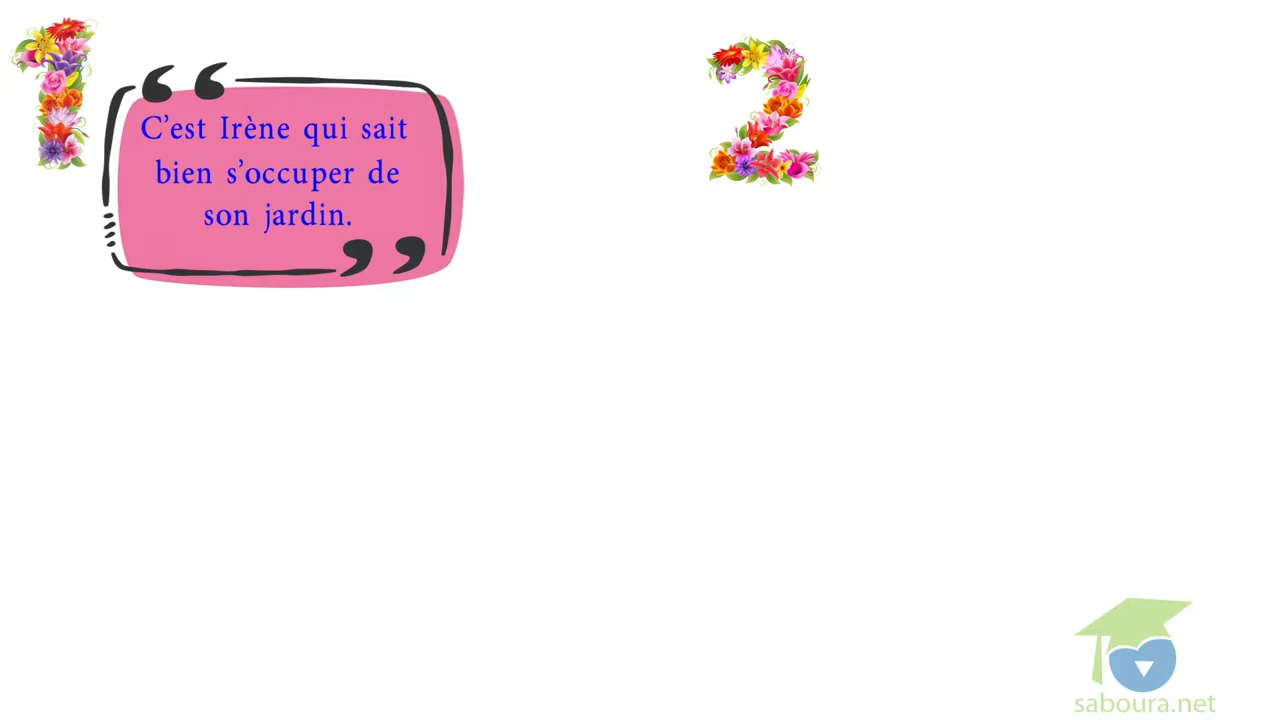 1
C'est Irène qui sait
bien s'occuper de
son jardin.
2
saboura.net